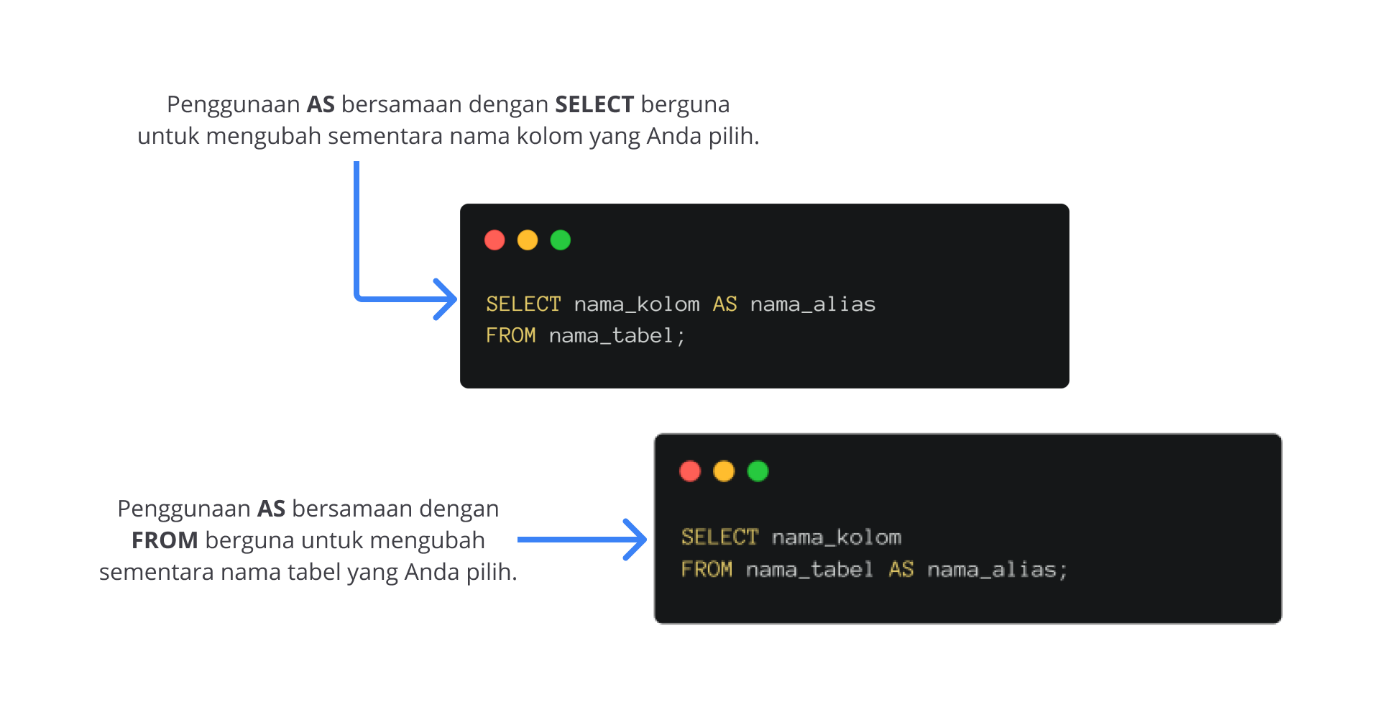 Penggunaan AS bersamaan dengan SELECT berguna
untuk mengubah sementara nama kolom yang Anda pilih.
SELECT nama_kolom AS nama_alias
FROM nama_tabel;
Penggunaan AS bersamaan dengan
FROM berguna untuk mengubah
sementara nama tabel yang Anda pilih.
SELECT nama_kolom
FROM nama_tabel AS nama_alias;